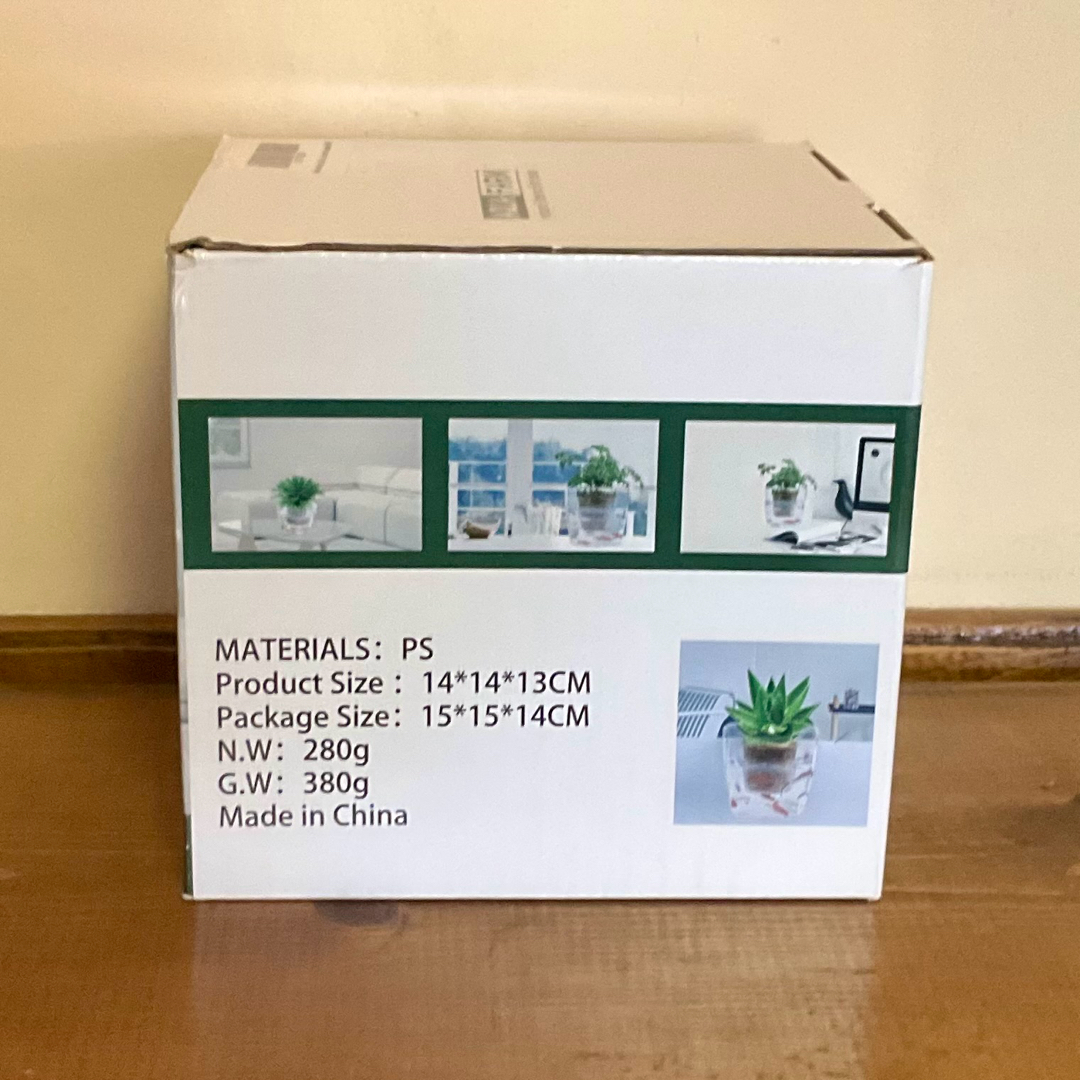 MATERIALS： PS
Product Size： 14*14*13CM
Package Size： 15*15*14CM
N.W： 280g
G.W： 380g
Made in China